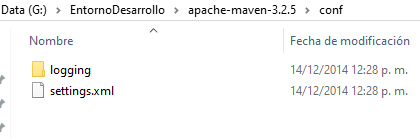 Data (G:) > EntornoDesarrollo > apache-maven-3.2.5 > conf
Nombre Fecha de modificación
logging 14/12/2014 12:28 p. m.
settings.xml 14/12/2014 12:28 p. m.